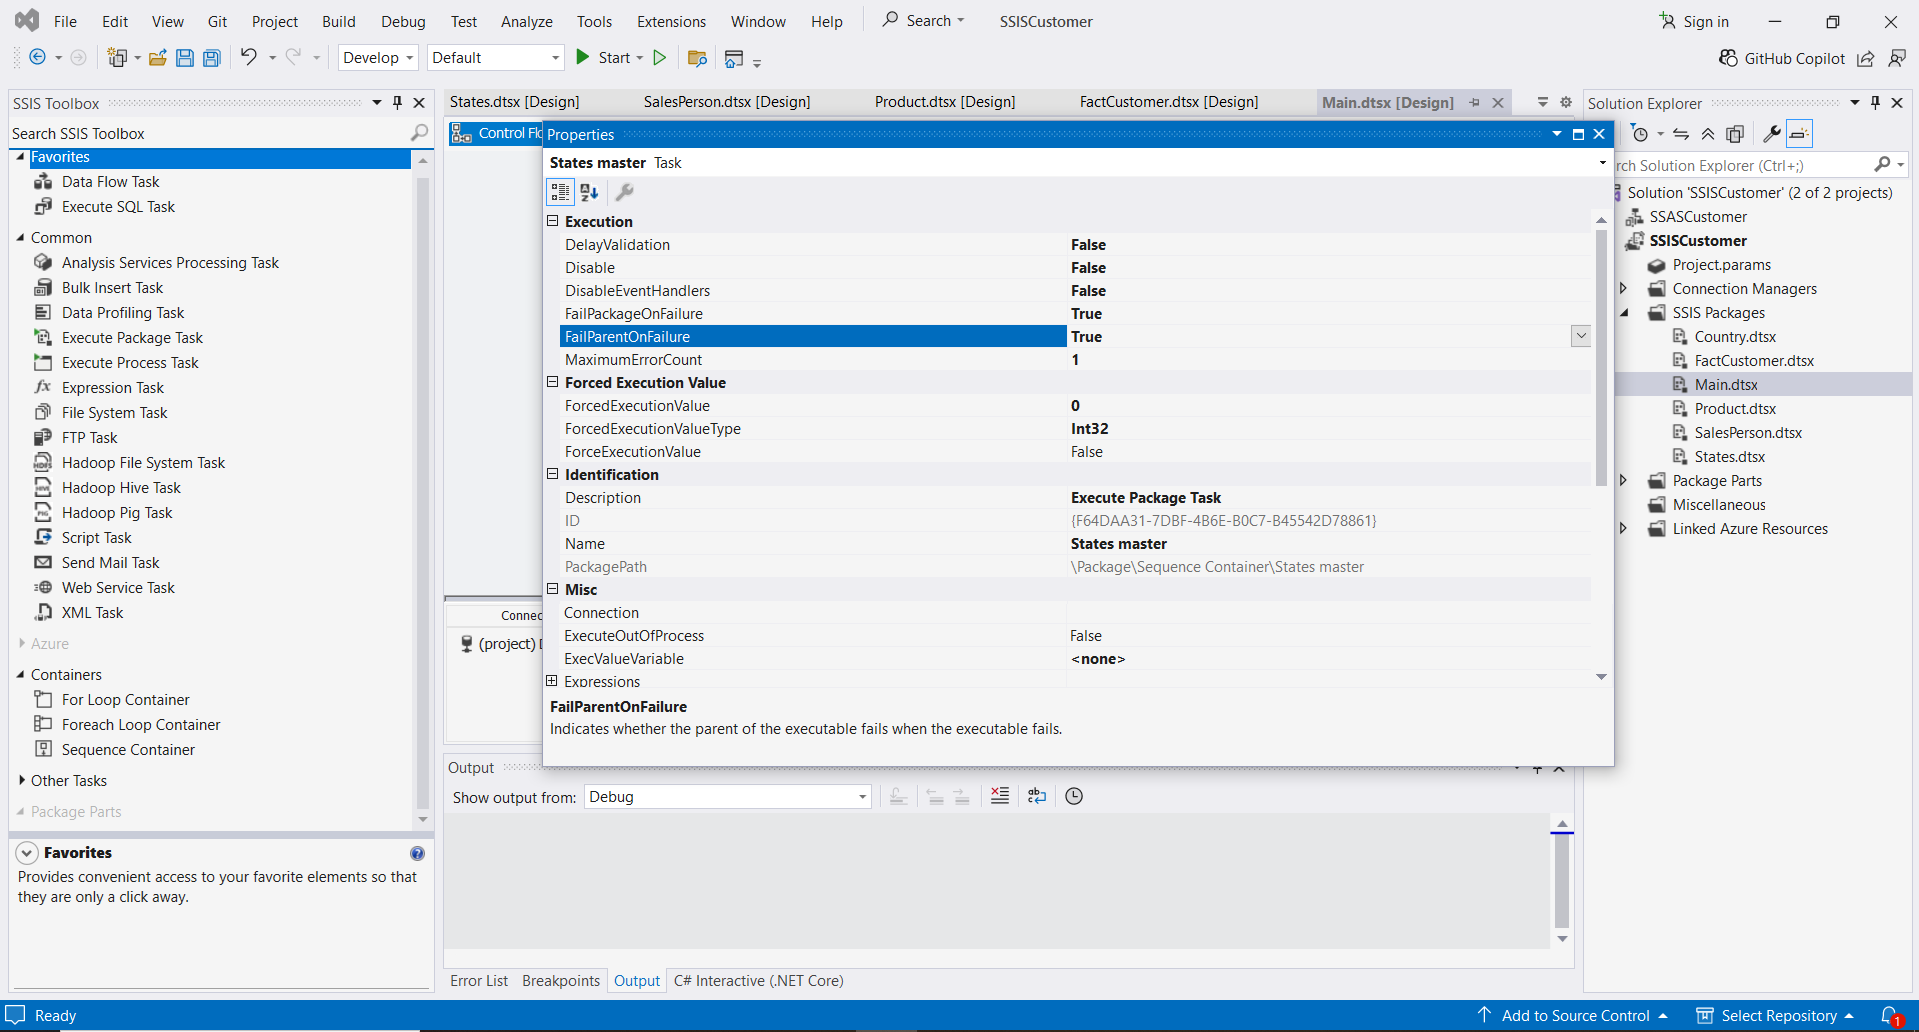 File Edit View Git Project Build Debug Test Analyze Tools Extensions Window Help Search SSISCustomer Sign in
Develop Default Start GitHub Copilot
SSIS Toolbox
Search SSIS Toolbox
Favorites
Data Flow Task
Execute SQL Task
Common
Analysis Services Processing Task
Bulk Insert Task
Data Profiling Task
Execute Package Task
Execute Process Task
Expression Task
File System Task
FTP Task
Hadoop File System Task
Hadoop Hive Task
Hadoop Pig Task
Script Task
Send Mail Task
Web Service Task
XML Task
Azure
Containers
For Loop Container
Foreach Loop Container
Sequence Container
Other Tasks
Package Parts
Favorites
Provides convenient access to your favorite elements so that
they are only a click away.
States.dtsx [Design] SalesPerson.dtsx [Design] Product.dtsx [Design] FactCustomer.dtsx [Design] Main.dtsx [Design]
Control Fl
Connec
(project)
Properties
States master Task
Execution
DelayValidation False
Disable False
DisableEventHandlers False
FailPackageOnFailure True
FailParentOnFailure True
MaximumErrorCount 1
Forced Execution Value
ForcedExecutionValue 0
ForcedExecutionValueType Int32
ForceExecutionValue False
Identification
Description Execute Package Task
ID {F64DAA31-7DBF-4B6E-B0C7-B45542D78861}
Name States master
PackagePath \Package\Sequence Container\States master
Misc
Connection
ExecuteOutOfProcess False
ExecValueVariable <none>
Expressions
FailParentOnFailure
Indicates whether the parent of the executable fails when the executable fails.
Output
Show output from: Debug
Error List Breakpoints Output C# Interactive (.NET Core)
Solution Explorer
rch Solution Explorer (Ctrl+;)
Solution 'SSISCustomer' (2 of 2 projects)
SSASCustomer
SSISCustomer
Project.params
Connection Managers
SSIS Packages
Country.dtsx
FactCustomer.dtsx
Main.dtsx
Product.dtsx
SalesPerson.dtsx
States.dtsx
Package Parts
Miscellaneous
Linked Azure Resources
Ready Add to Source Control Select Repository 1